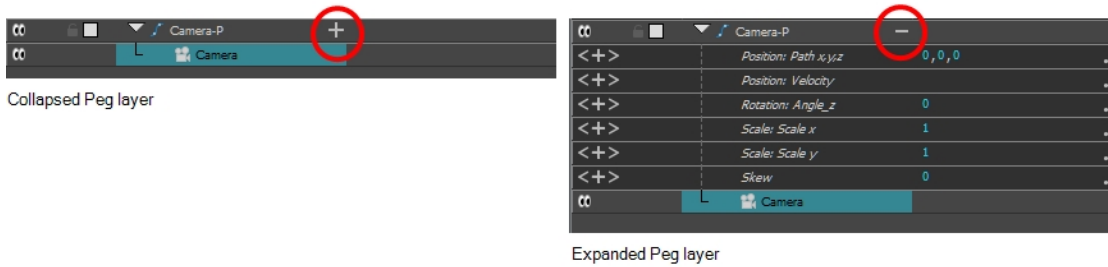 Camera-P
Camera
Collapsed Peg layer
Camera-P
Position: Path x,y,z 0,0,0
Position: Velocity
Rotation: Angle_z 0
Scale: Scale x 1
Scale: Scale y 1
Skew 0
Camera
Expanded Peg layer